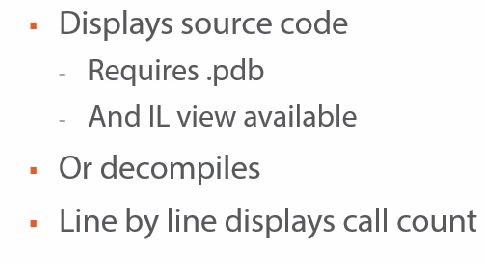 ▪ Displays source code
- Requires .pdb
- And IL view available
▪ Or decompiles
▪ Line by line displays call count